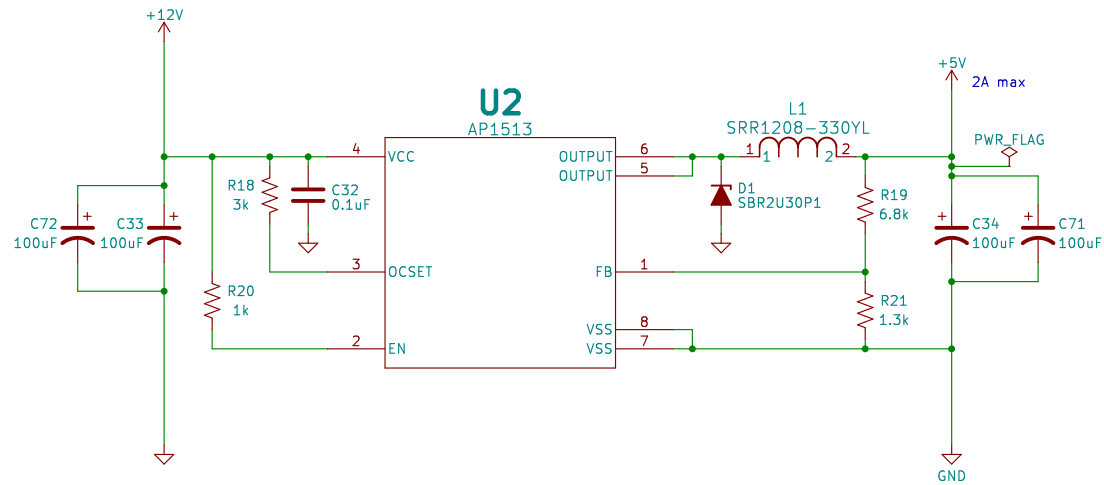 +12V
+5V
2A max
U2
AP1513
L1
SRR1208-330YL
PWR_FLAG
4
VCC
OUTPUT
6
1
1
2
2
OUTPUT
5
R18
3k
C32
0.1uF
D1
SBR2U30P1
R19
6.8k
C72
100uF
+
C33
100uF
+
+
C34
100uF
+
C71
100uF
3
OCSET
FB
1
R20
1k
R21
1.3k
VSS
8
2
EN
VSS
7
GND